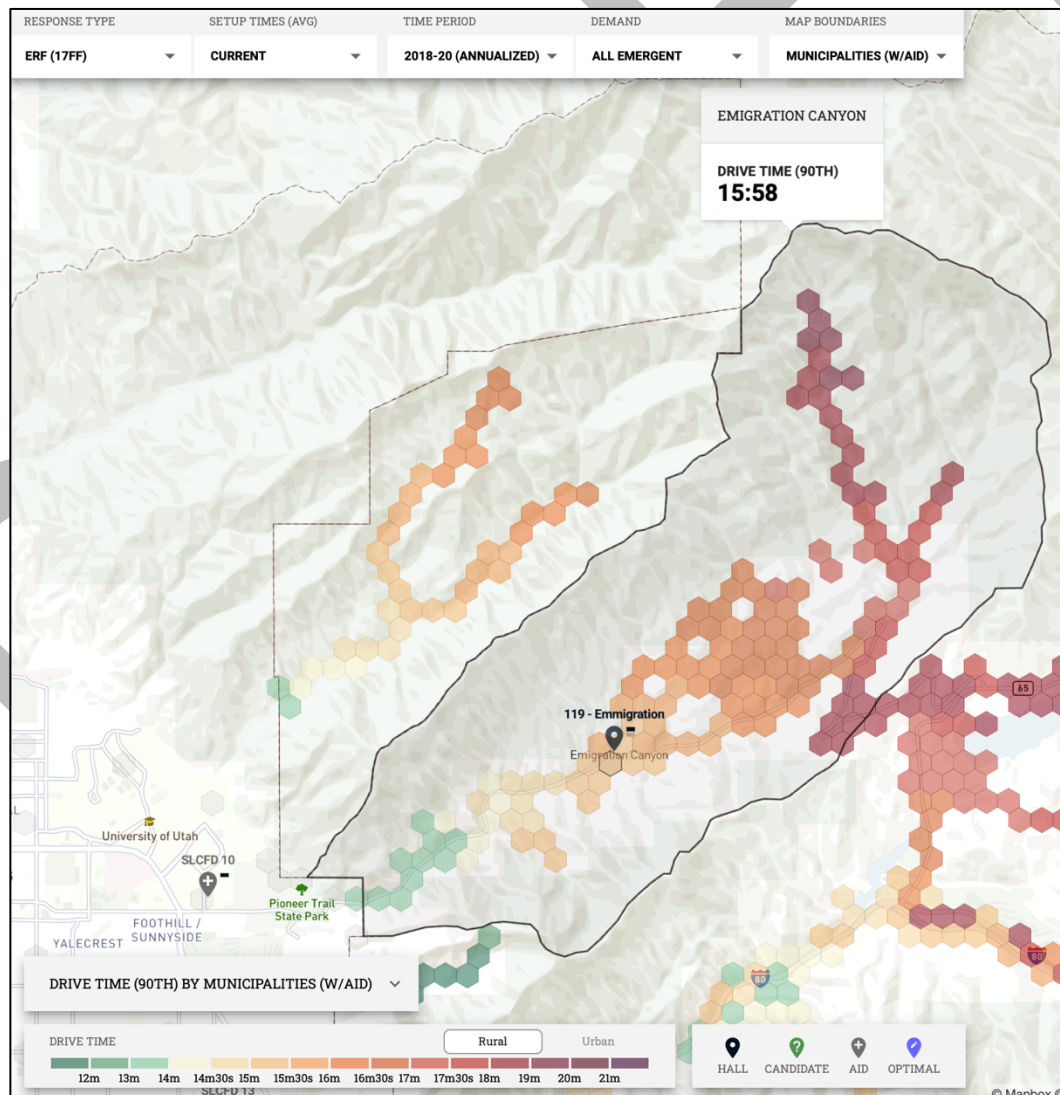 RESPONSE TYPE
SETUP TIMES (AVG)
TIME PERIOD
DEMAND
MAP BOUNDARIES
ERF (17FF)
CURRENT
2018-20 (ANNUALIZED)
ALL EMERGENT
MUNICIPALITIES (W/AID)
EMIGRATION CANYON
DRIVE TIME (90TH)
15:58
65
119 - Emmigration
Emigration Canyon
University of Utah
SLCFD 10
Pioneer Trail
State Park
FOOTHILL /
SUNNYSIDE
YALECREST
80
80
DRIVE TIME (90TH) BY MUNICIPALITIES (W/AID)
DRIVE TIME
Rural
Urban
12m
13m
14m
14m30s
15m
15m30s
16m
16m30s
17m
17m30s
18m
19m
20m
21m
HALL
CANDIDATE
AID
OPTIMAL
SLCFD 13
© Mapbox